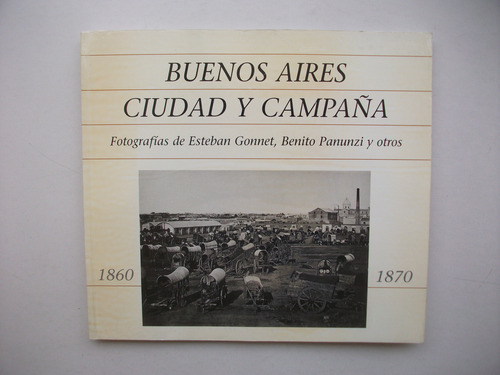 BUENOS AIRES
CIUDAD Y CAMPAÑA
Fotografías de Esteban Gonnet, Benito Panunzi y otros
1860
1870